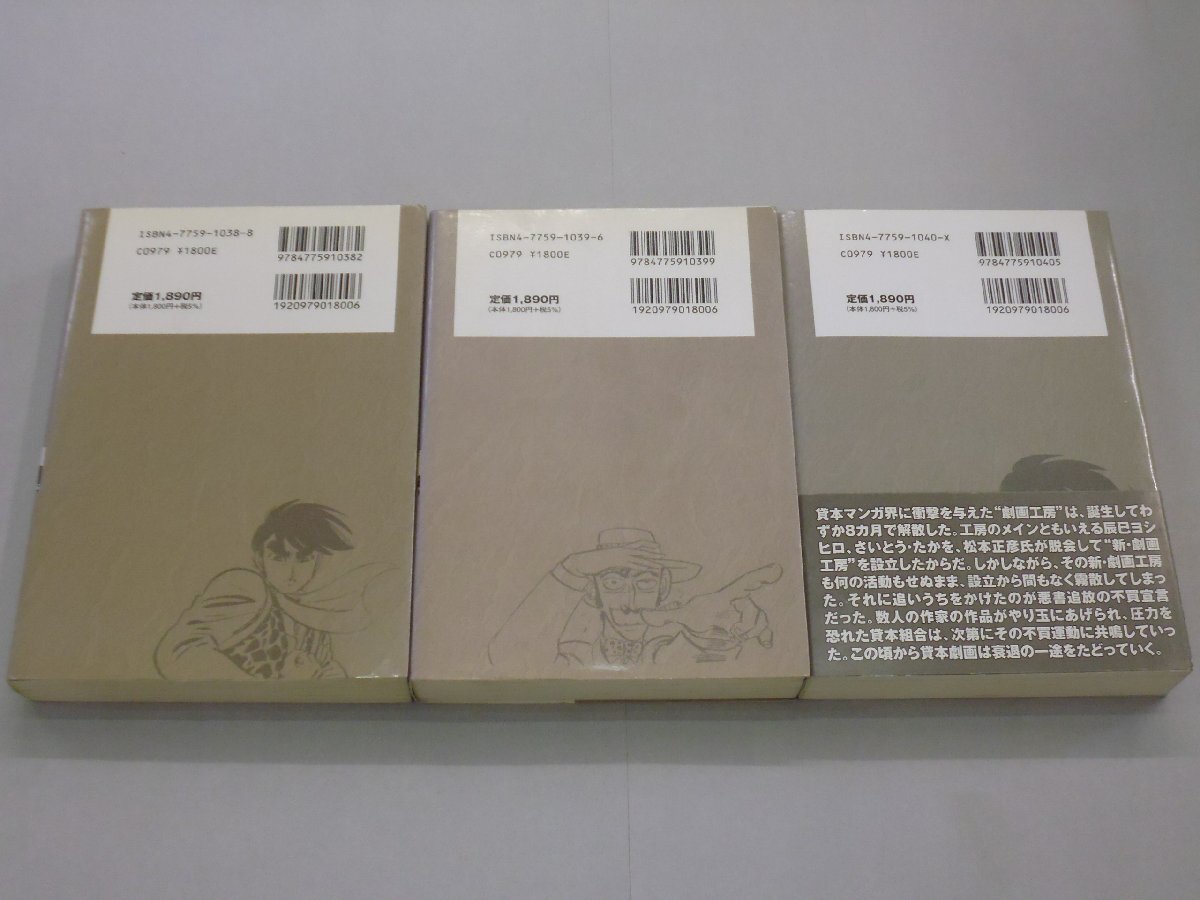 ISBN4-7759-1038-8
C0979 ¥1800E
9784775910382
定価1,890円
(本体1,800円+税5%)
1920979018006
ISBN4-7759-1039-6
C0979 ¥1800E
9784775910399
定価1,890円
(本体1,800円+税5%)
1920979018006
ISBN4-7759-1040-X
C0979 ¥1800E
9784775910405
定価1,890円
(本体1,800円+税5%)
1920979018006
貸本マンガ界に衝撃を与えた“劇画工房”は、誕生してわ
ずか8カ月で解散した。工房のメインともいえる辰巳ヨシ
ヒロ、さいとう・たかを、松本正彦氏が脱会して“新・劇画
工房”を設立したからだ。しかしながら、その新・劇画工房
も何の活動もせぬまま、設立から間もなく霧散してしまっ
た。それに追いうちをかけたのが悪書追放の不買宣言
だった。数人の作家の作品がやり玉にあげられ、圧力を
恐れた貸本組合は、次第にその不買運動に共鳴していっ
た。この頃から貸本劇画は衰退の一途をたどっていく。